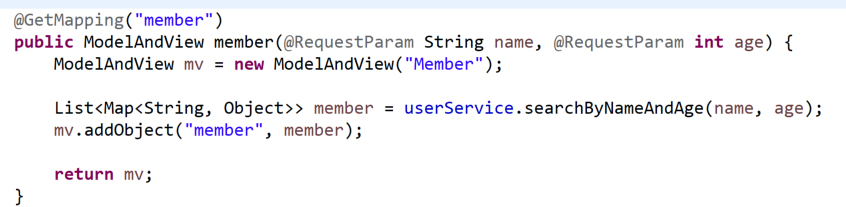 @GetMapping("member")
public ModelAndView member(@RequestParam String name, @RequestParam int age) {
    ModelAndView mv = new ModelAndView("Member");
    List<Map<String, Object>> member = userService.searchByNameAndAge(name, age);
    mv.addObject("member", member);
    return mv;
}